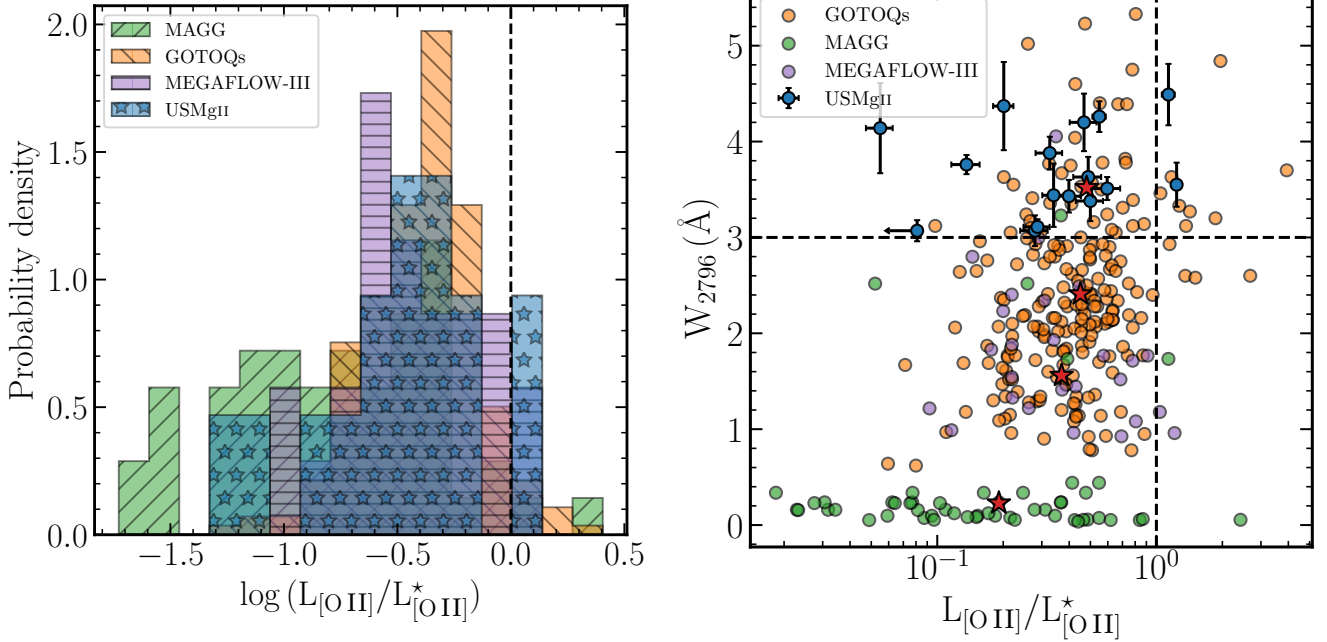 MAGG
GOTOQs
MEGAFLOW-III
USMgII
2.0
1.5
1.0
0.5
0.0
Probability density
−1.5
−1.0
−0.5
0.0
0.5
log (L[O II]/L⋆[O II])
GOTOQs
MAGG
MEGAFLOW-III
USMgII
5
4
3
2
1
0
W2796 (Å)
10⁻¹
10⁰
L[O II]/L⋆[O II]